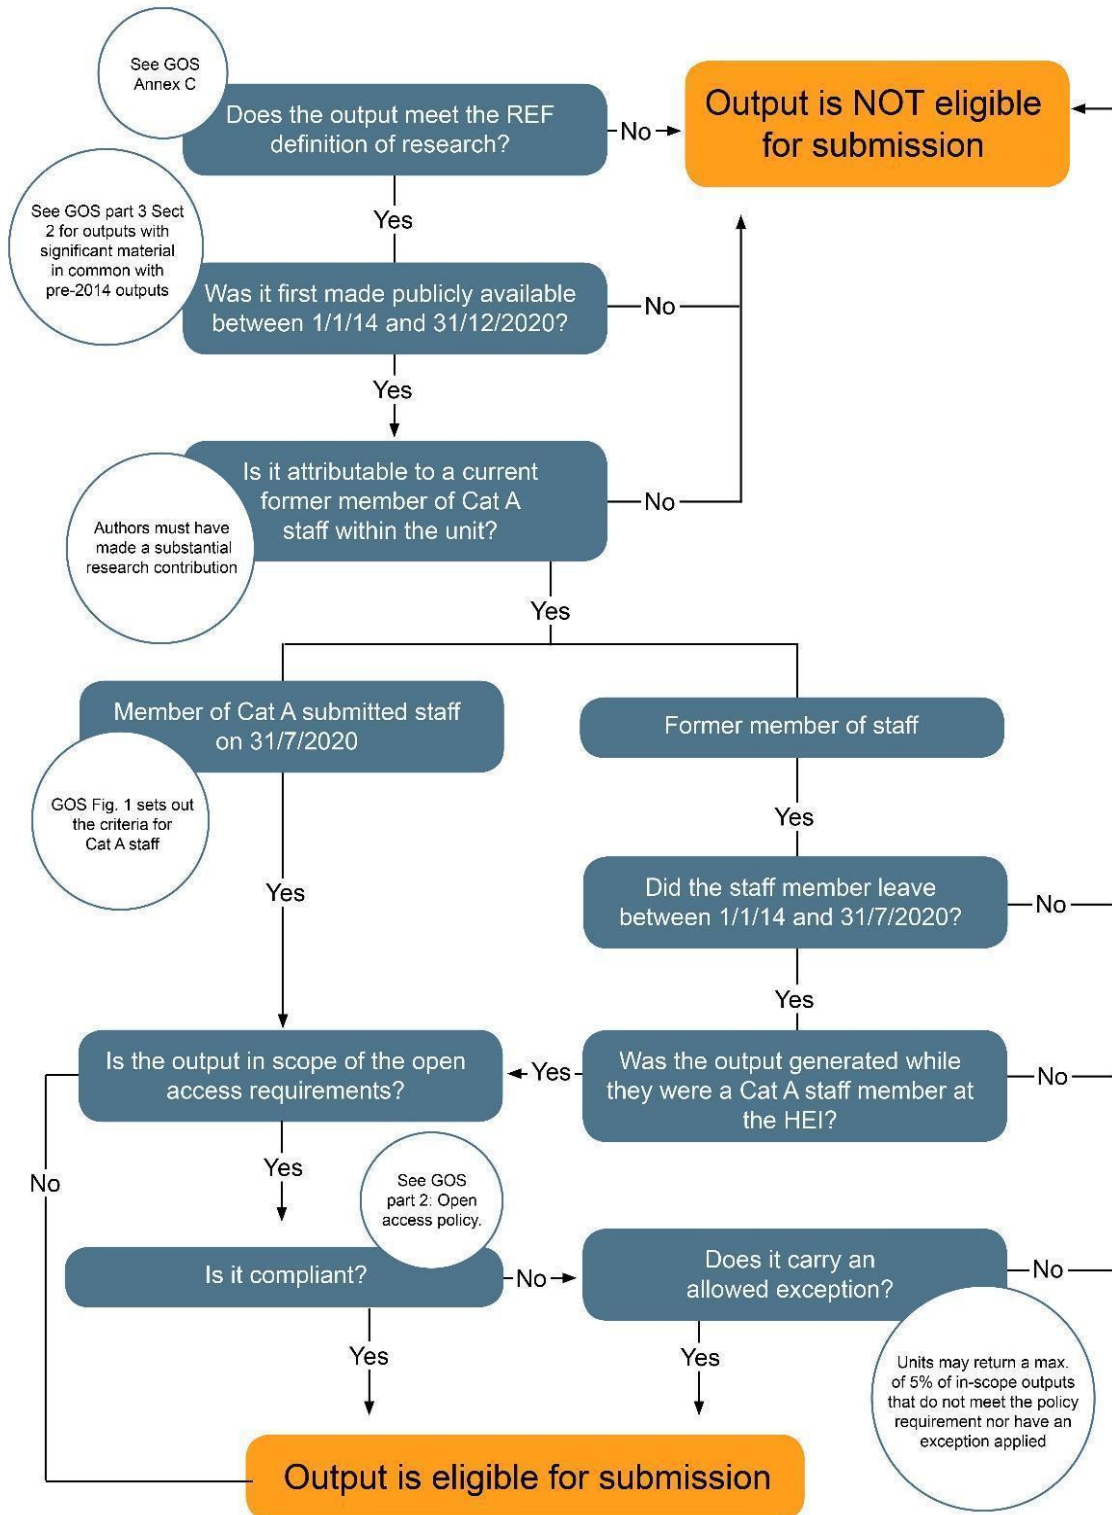 See GOS
Annex C
Does the output meet the REF
definition of research?
No
Output is NOT eligible
for submission
Yes
See GOS part 3 Sect
2 for outputs with
significant material
in common with
pre-2014 outputs
Was it first made publicly available
between 1/1/14 and 31/12/2020?
No
Yes
Is it attributable to a current
former member of Cat A
staff within the unit?
No
Authors must have
made a substantial
research contribution
Yes
Member of Cat A submitted staff
on 31/7/2020
Former member of staff
GOS Fig. 1 sets out
the criteria for
Cat A staff
Yes
Yes
Did the staff member leave
between 1/1/14 and 31/7/2020?
No
Yes
Is the output in scope of the open
access requirements?
Yes
Was the output generated while
they were a Cat A staff member at
the HEI?
No
No
Yes
See GOS
part 2: Open
access policy.
Is it compliant?
No
Does it carry an
allowed exception?
No
Yes
Yes
Units may return a max.
of 5% of in-scope outputs
that do not meet the policy
requirement nor have an
exception applied
Output is eligible for submission